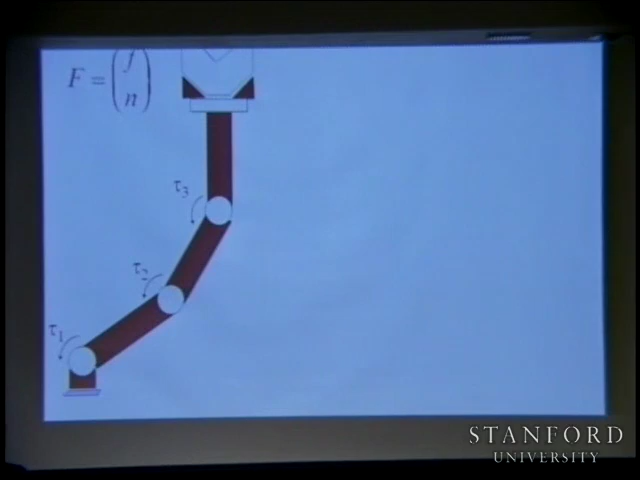 F = (f
n)
τ3
τ2
τ1
STANFORD
UNIVERSITY